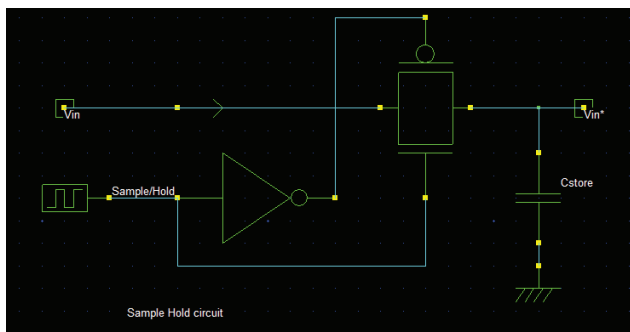 Vin
Vin*
Sample/Hold
Cstore
Sample Hold circuit